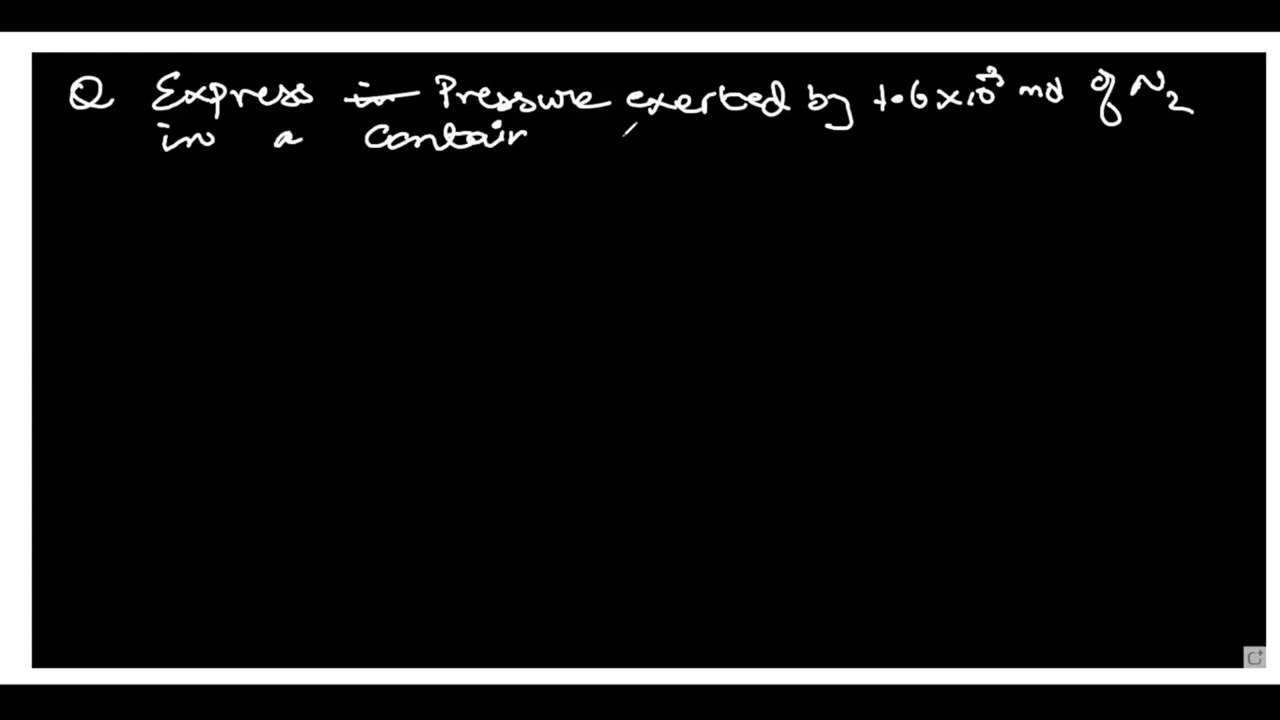 Q Express in Pressure exerted by 1.6 x 10⁻³ mol of N₂
in a contair